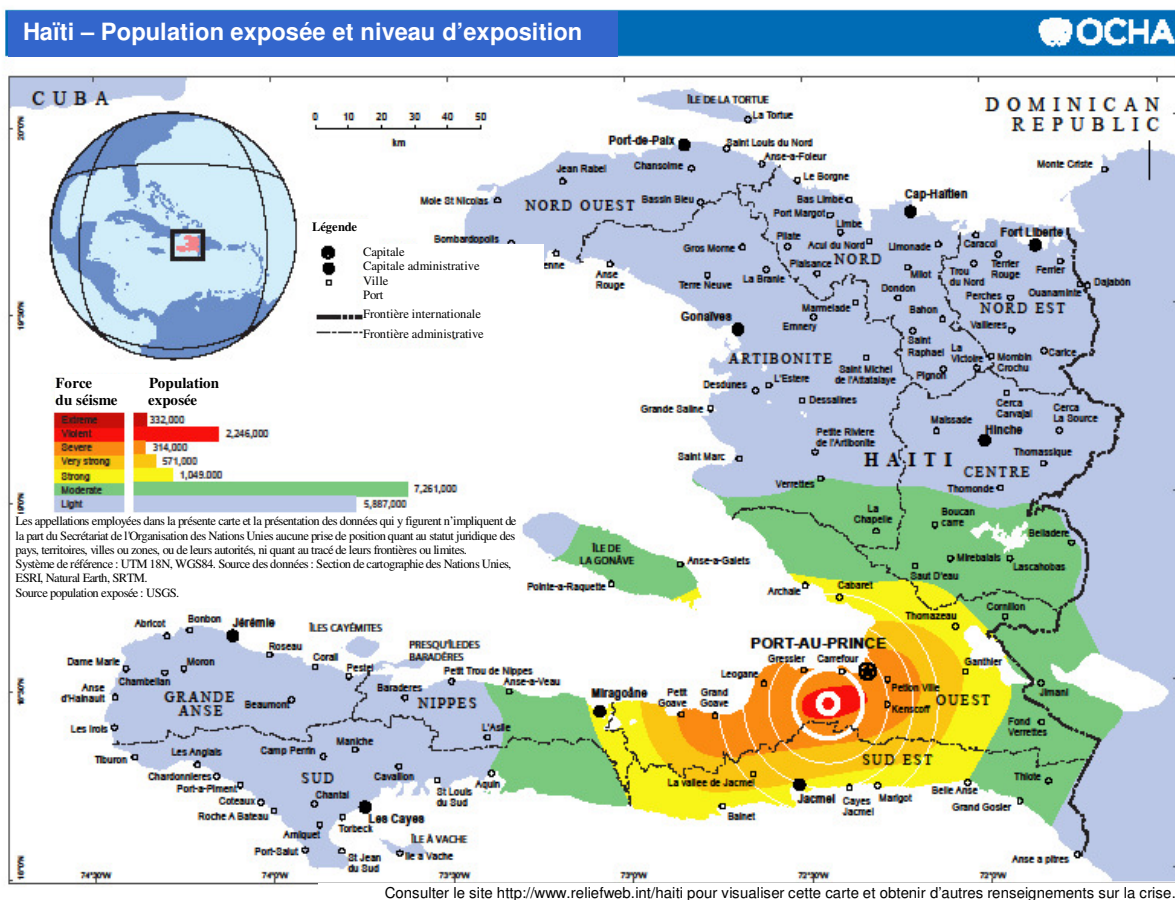 Haïti – Population exposée et niveau d'exposition
OCHA
CUBA
ÎLE DE LA TORTUE
La Tortue
DOMINICAN
REPUBLIC
20°0'N
0 10 20 30 40 50
km
Port-de-Paix
Saint Louis du Nord
Anse-a-Foleur
Jean Rabel
Chansolme
Le Borgne
Monte Criste
Cap-Haïtien
Mole St Nicolas
NORD OUEST
Bassin Bleu
Bas Limbe
Port Margot
Limbe
Fort Liberte
Légende
Capitale
Capitale administrative
Ville
Port
Frontière internationale
Frontière administrative
Bombardopolis
enne
Anse
Rouge
Gros Morne
Pilate
Acul du Nord
NORD
Limonade
Caracol
Terrier
Rouge
Ferrier
Plaisance
Milot
Trou
du Nord
La Branle
Terre Neuve
Dondon
Perches
Ouanaminte
Dajabón
Marmelade
Bahon
NORD EST
Gonaïves
Ennery
Vallieres
19°30'N
Saint
Raphael
La
Victoire
Mombin
Crochu
Carice
ARTIBONITE
Saint Michel
de l'Attatalaye
Pignon
Desdunes
L'Estere
Dessalines
Cerca
Carvajal
Cerca
La Source
Grande Saline
Maissade
Hinche
Petite Riviere
de l'Artibonite
HAITI
Thomassique
Saint Marc
CENTRE
Verrettes
Thomonde
Force
du séisme
Population
exposée
Extreme 332,000
Violent 2,246,000
Severe 314,000
Very strong 571,000
Strong 1,049,000
Moderate 7,261,000
Light 5,887,000
Les appellations employées dans la présente carte et la présentation des données qui y figurent n'impliquent de
la part du Secrétariat de l'Organisation des Nations Unies aucune prise de position quant au statut juridique des
pays, territoires, villes ou zones, ou de leurs autorités, ni quant au tracé de leurs frontières ou limites.
Système de référence : UTM 18N, WGS84. Source des données : Section de cartographie des Nations Unies,
ESRI, Natural Earth, SRTM.
Source population exposée : USGS.
La
Chapelle
Boucan
carre
Belladere
ÎLE DE
LA GONÂVE
Anse-a-Galets
Mirebalais
Lascahobas
Pointe-a-Raquette
Saut D'eau
Archaie
Cabaret
Cornillon
Thomazeau
Abricot
Bonbon
Jérémie
ÎLES CAYÉMITES
PRESQU'ÎLEDES
BARADÈRES
PORT-AU-PRINCE
Roseau
Corail
Gressier
Carrefour
Ganthier
Dame Marie
Moron
Pestel
Petit Trou de Nippes
Leogane
Chambellan
Anse-a-Veau
Petion Ville
Jimani
Anse
d'Hainault
GRANDE
ANSE
Baraderes
NIPPES
Miragoâne
Petit
Goave
Grand
Goave
Kenscoff
OUEST
Beaumont
Fond
Verrettes
Les Irois
L'Asile
Les Anglais
Camp Perrin
Maniche
SUD EST
Tiburon
Chardonnieres
SUD
Cavaillon
Aquin
La vallee de Jacmel
Thiote
Port-a-Piment
St Louis
du Sud
Jacmel
Belle Anse
Coteaux
Chantal
Cayes
Jacmel
Marigot
Grand Gosier
Roche A Bateau
Les Cayes
Bainet
Arniquet
Torbeck
Port-Salut
St Jean
du Sud
ÎLE À VACHE
Ile a Vache
Anse a pitres
74°30'W 74°0'W 73°30'W 73°0'W 72°30'W 72°0'W
Consulter le site http://www.reliefweb.int/haiti pour visualiser cette carte et obtenir d'autres renseignements sur la crise.